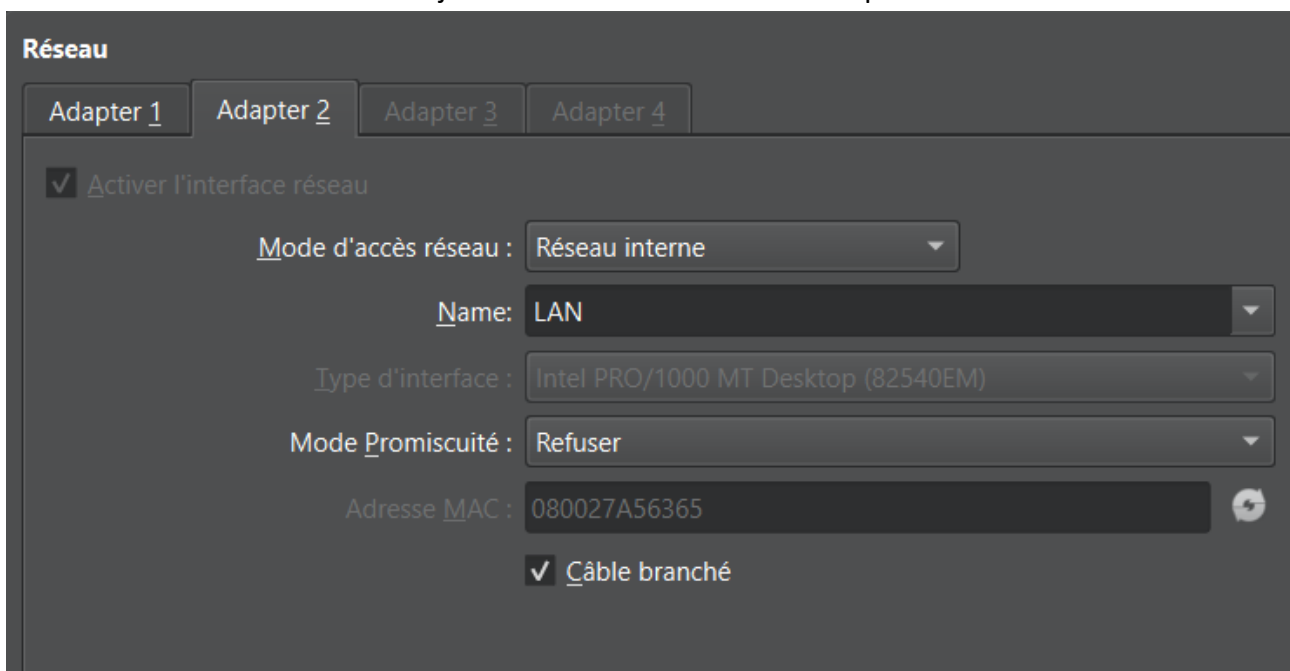 Réseau
Adapter 1 Adapter 2 Adapter 3 Adapter 4
Activer l'interface réseau
Mode d'accès réseau : Réseau interne
Name: LAN
Type d'interface : Intel PRO/1000 MT Desktop (82540EM)
Mode Promiscuité : Refuser
Adresse MAC : 080027A56365
Câble branché